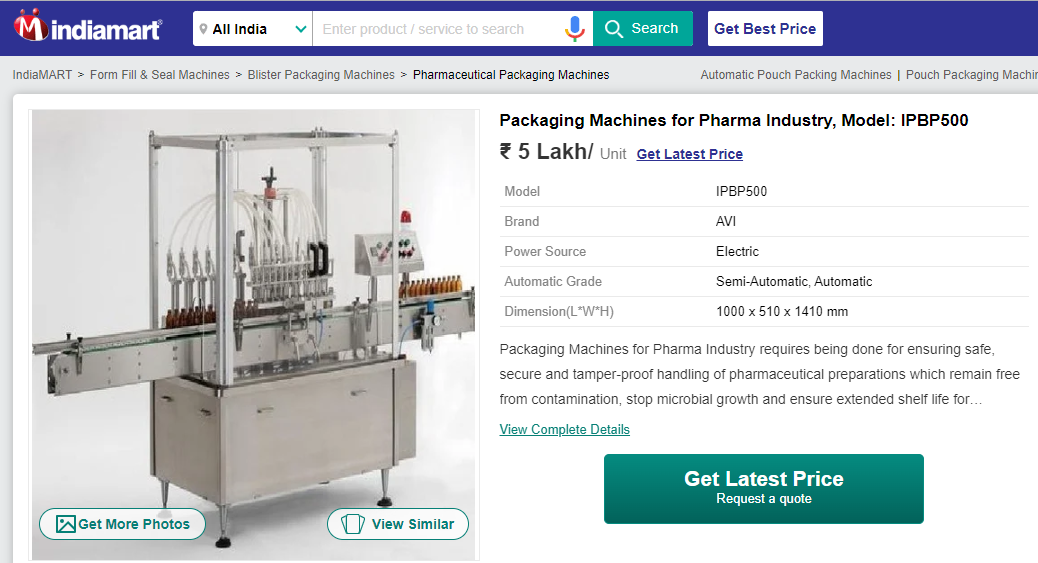 indiamart
All India
Enter product / service to search
Search
Get Best Price
IndiaMART > Form Fill & Seal Machines > Blister Packaging Machines > Pharmaceutical Packaging Machines
Automatic Pouch Packing Machines | Pouch Packaging Machin
Packaging Machines for Pharma Industry, Model: IPBP500
₹ 5 Lakh/ Unit Get Latest Price
Model IPBP500
Brand AVI
Power Source Electric
Automatic Grade Semi-Automatic, Automatic
Dimension(L*W*H) 1000 x 510 x 1410 mm
Packaging Machines for Pharma Industry requires being done for ensuring safe,
secure and tamper-proof handling of pharmaceutical preparations which remain free
from contamination, stop microbial growth and ensure extended shelf life for…
View Complete Details
Get Latest Price
Request a quote
Get More Photos
View Similar